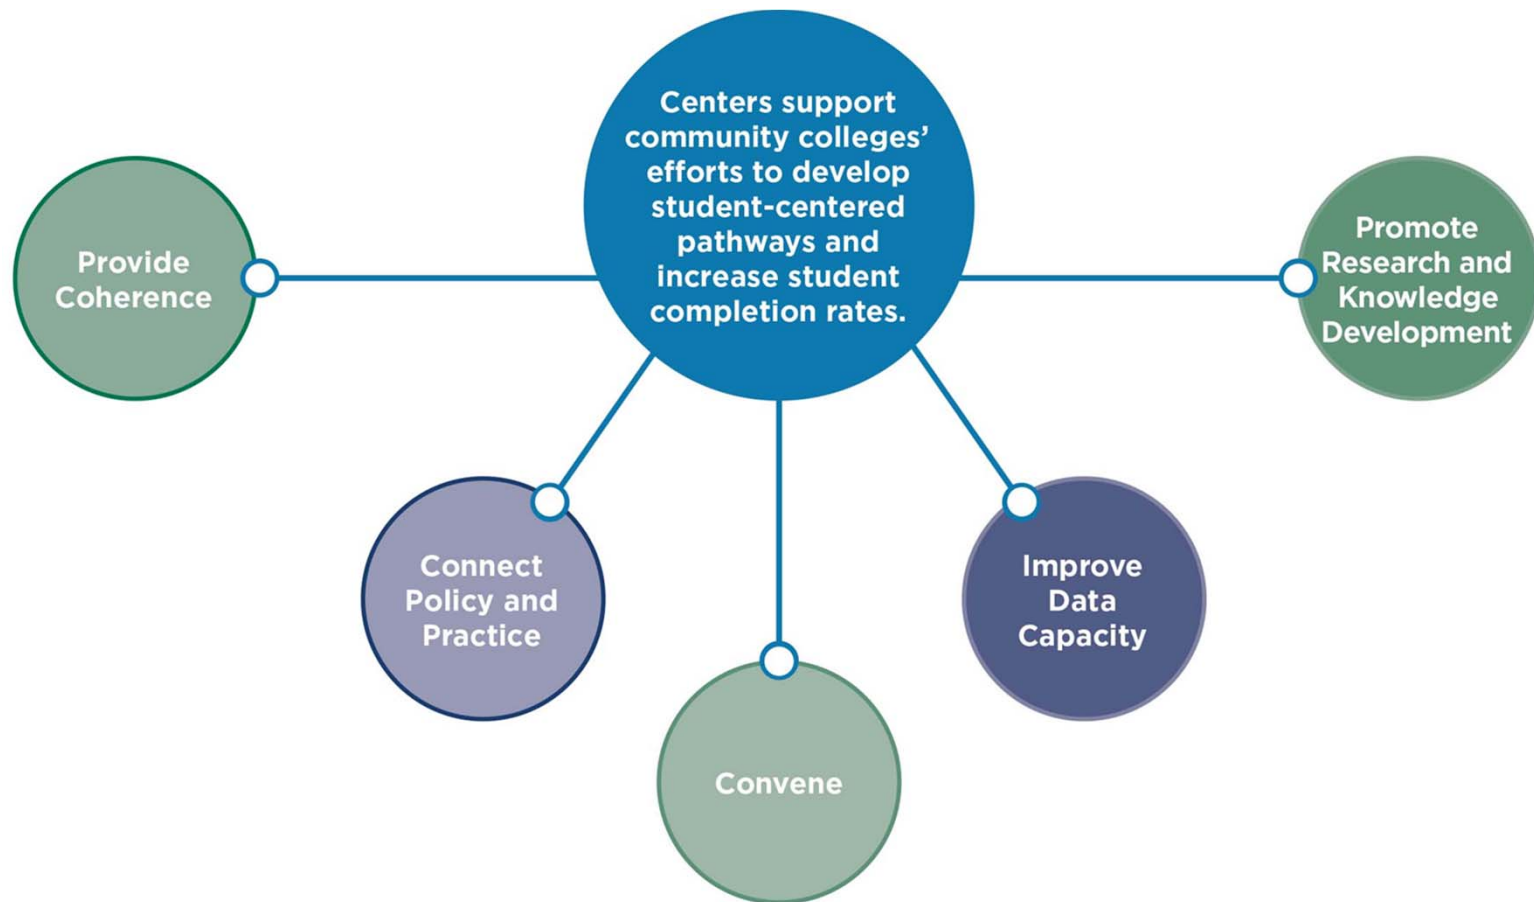 Centers support
community colleges’
efforts to develop
student-centered
pathways and
increase student
completion rates.
Provide
Coherence
Connect
Policy and
Practice
Convene
Improve
Data
Capacity
Promote
Research and
Knowledge
Development